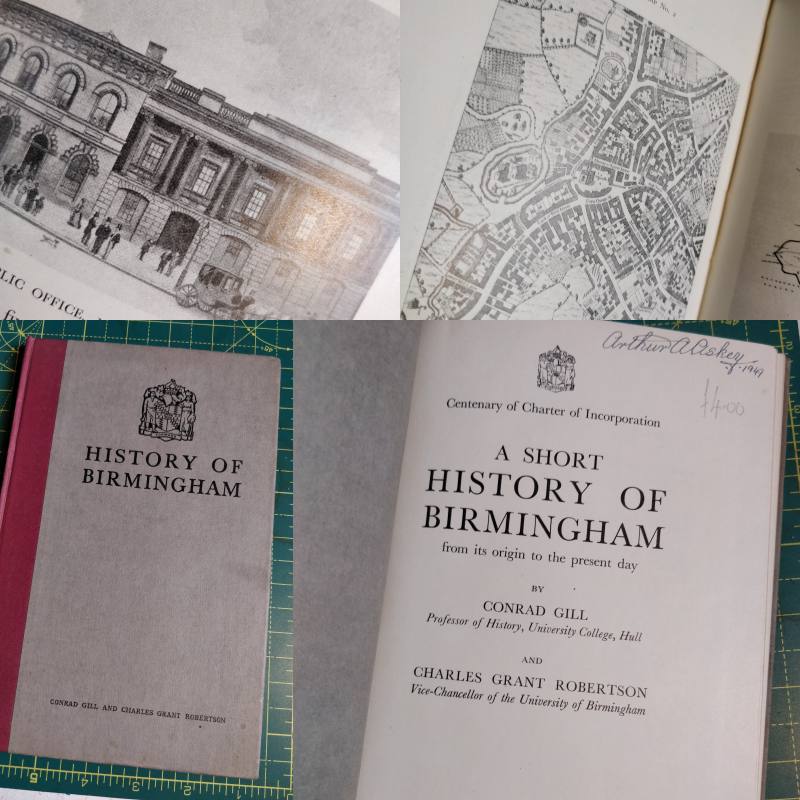 LIC OFFICE,
No. 2
HISTORY OF
BIRMINGHAM
CONRAD GILL AND CHARLES GRANT ROBERTSON
Arthur A Askey
1949
£4.00
Centenary of Charter of Incorporation
A SHORT
HISTORY OF
BIRMINGHAM
from its origin to the present day
BY
CONRAD GILL
Professor of History, University College, Hull
AND
CHARLES GRANT ROBERTSON
Vice-Chancellor of the University of Birmingham